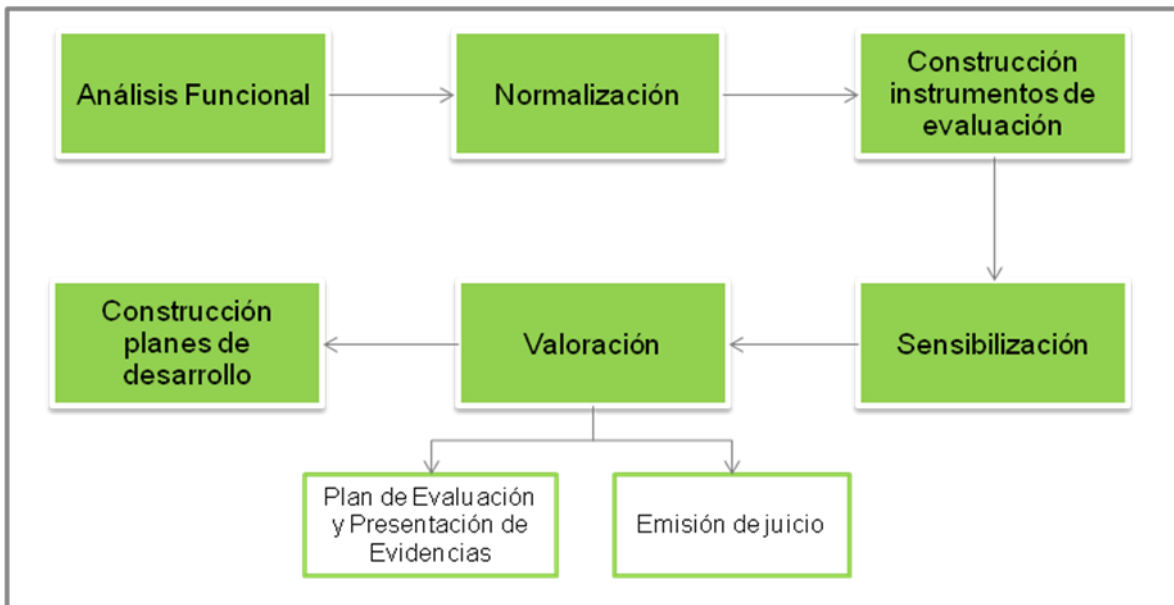 Análisis Funcional
Normalización
Construcción
instrumentos de
evaluación
Sensibilización
Valoración
Construcción
planes de
desarrollo
Plan de Evaluación
y Presentación de
Evidencias
Emisión de juicio